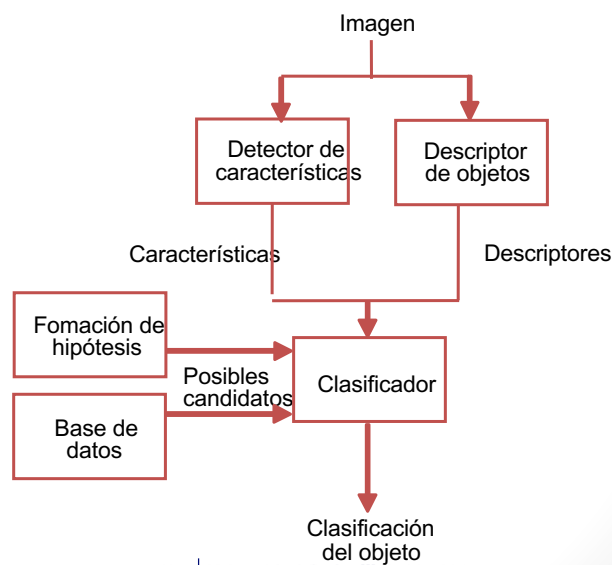 Imagen
Detector de
características
Descriptor
de objetos
Características
Descriptores
Fomación de
hipótesis
Posibles
candidatos
Clasificador
Base de
datos
Clasificación
del objeto